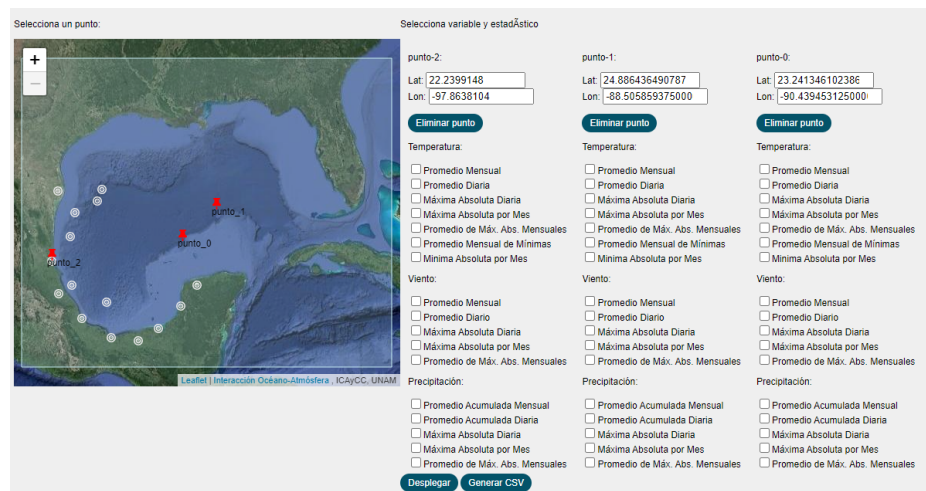 Selecciona un punto:
Selecciona variable y estadÃstico
+
−
punto_1
punto_0
punto_2
Leaflet | Interacción Océano-Atmósfera , ICAyCC, UNAM
punto-2:
Lat: 22.2399148
Lon: -97.8638104
Eliminar punto
Temperatura:
Promedio Mensual
Promedio Diaria
Máxima Absoluta Diaria
Máxima Absoluta por Mes
Promedio de Máx. Abs. Mensuales
Promedio Mensual de Mínimas
Minima Absoluta por Mes
Viento:
Promedio Mensual
Promedio Diario
Máxima Absoluta Diaria
Máxima Absoluta por Mes
Promedio de Máx. Abs. Mensuales
Precipitación:
Promedio Acumulada Mensual
Promedio Acumulada Diaria
Máxima Absoluta Diaria
Máxima Absoluta por Mes
Promedio de Máx. Abs. Mensuales
punto-1:
Lat: 24.886436490787
Lon: -88.505859375000
Eliminar punto
Temperatura:
Promedio Mensual
Promedio Diaria
Máxima Absoluta Diaria
Máxima Absoluta por Mes
Promedio de Máx. Abs. Mensuales
Promedio Mensual de Mínimas
Minima Absoluta por Mes
Viento:
Promedio Mensual
Promedio Diario
Máxima Absoluta Diaria
Máxima Absoluta por Mes
Promedio de Máx. Abs. Mensuales
Precipitación:
Promedio Acumulada Mensual
Promedio Acumulada Diaria
Máxima Absoluta Diaria
Máxima Absoluta por Mes
Promedio de Máx. Abs. Mensuales
punto-0:
Lat: 23.241346102386
Lon: -90.439453125000
Eliminar punto
Temperatura:
Promedio Mensual
Promedio Diaria
Máxima Absoluta Diaria
Máxima Absoluta por Mes
Promedio de Máx. Abs. Mensuales
Promedio Mensual de Mínimas
Minima Absoluta por Mes
Viento:
Promedio Mensual
Promedio Diario
Máxima Absoluta Diaria
Máxima Absoluta por Mes
Promedio de Máx. Abs. Mensuales
Precipitación:
Promedio Acumulada Mensual
Promedio Acumulada Diaria
Máxima Absoluta Diaria
Máxima Absoluta por Mes
Promedio de Máx. Abs. Mensuales
Desplegar
Generar CSV